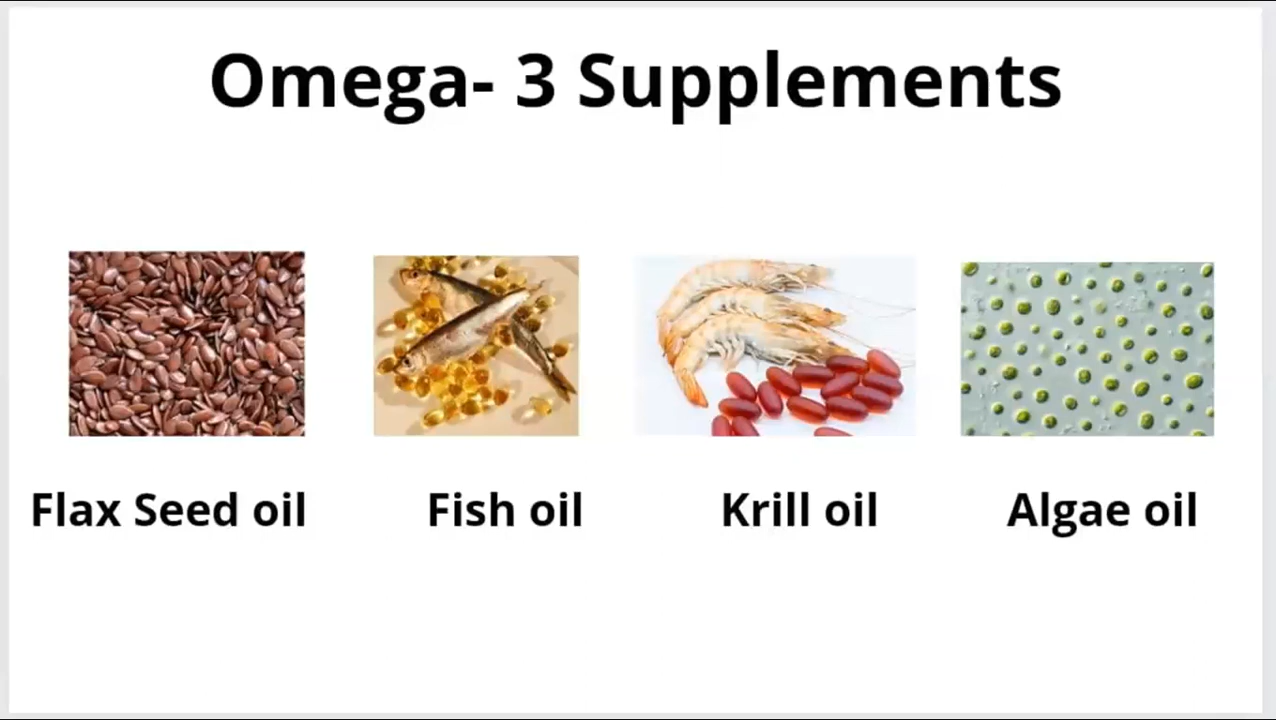 Omega- 3 Supplements
Flax Seed oil
Fish oil
Krill oil
Algae oil